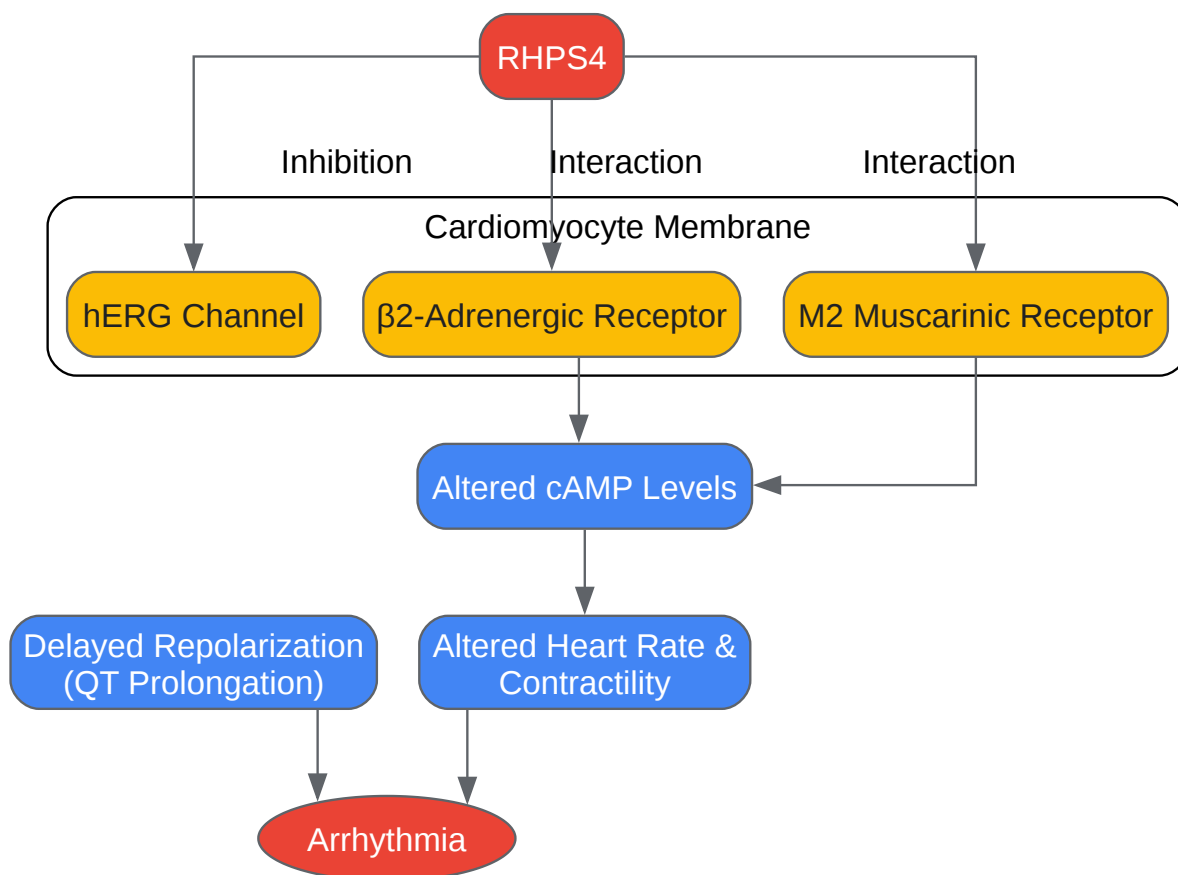 RHPS4
Inhibition
Interaction
Interaction
Cardiomyocyte Membrane
hERG Channel
β2-Adrenergic Receptor
M2 Muscarinic Receptor
Altered cAMP Levels
Delayed Repolarization
(QT Prolongation)
Altered Heart Rate &
Contractility
Arrhythmia